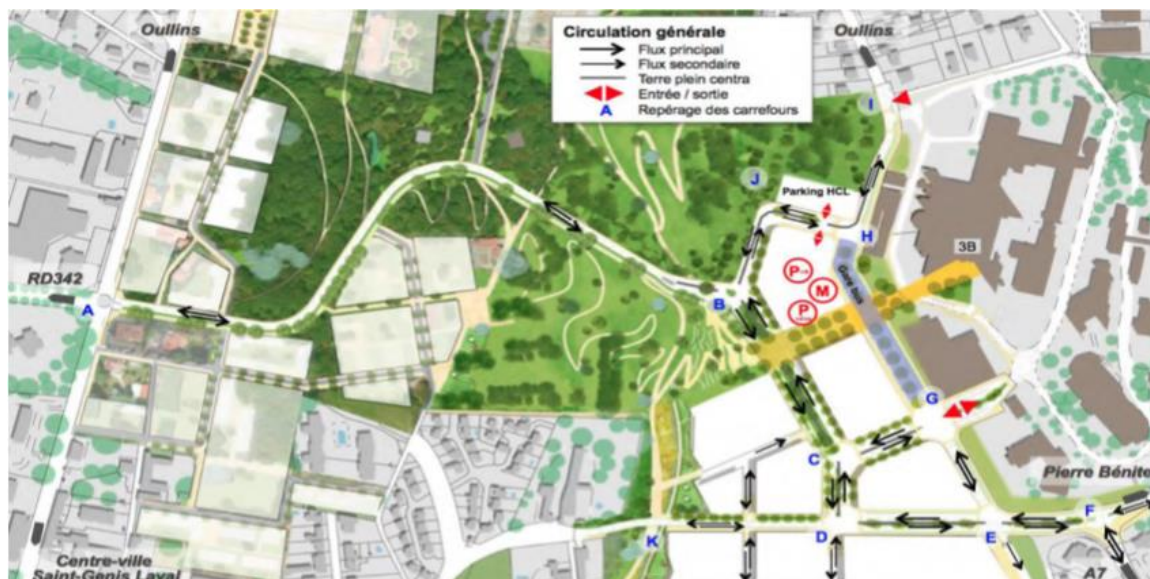 Oullins
Circulation générale
Flux principal
Flux secondaire
Terre plein centra
Entrée / sortie
A Repérage des carrefours
Oullins
I
J
Parking HCL
H
3B
RD342
A
B
P
M
P
Gare bus
G
C
Pierre Bénite
F
K
D
E
Centre-ville
Saint-Genis Laval
A7